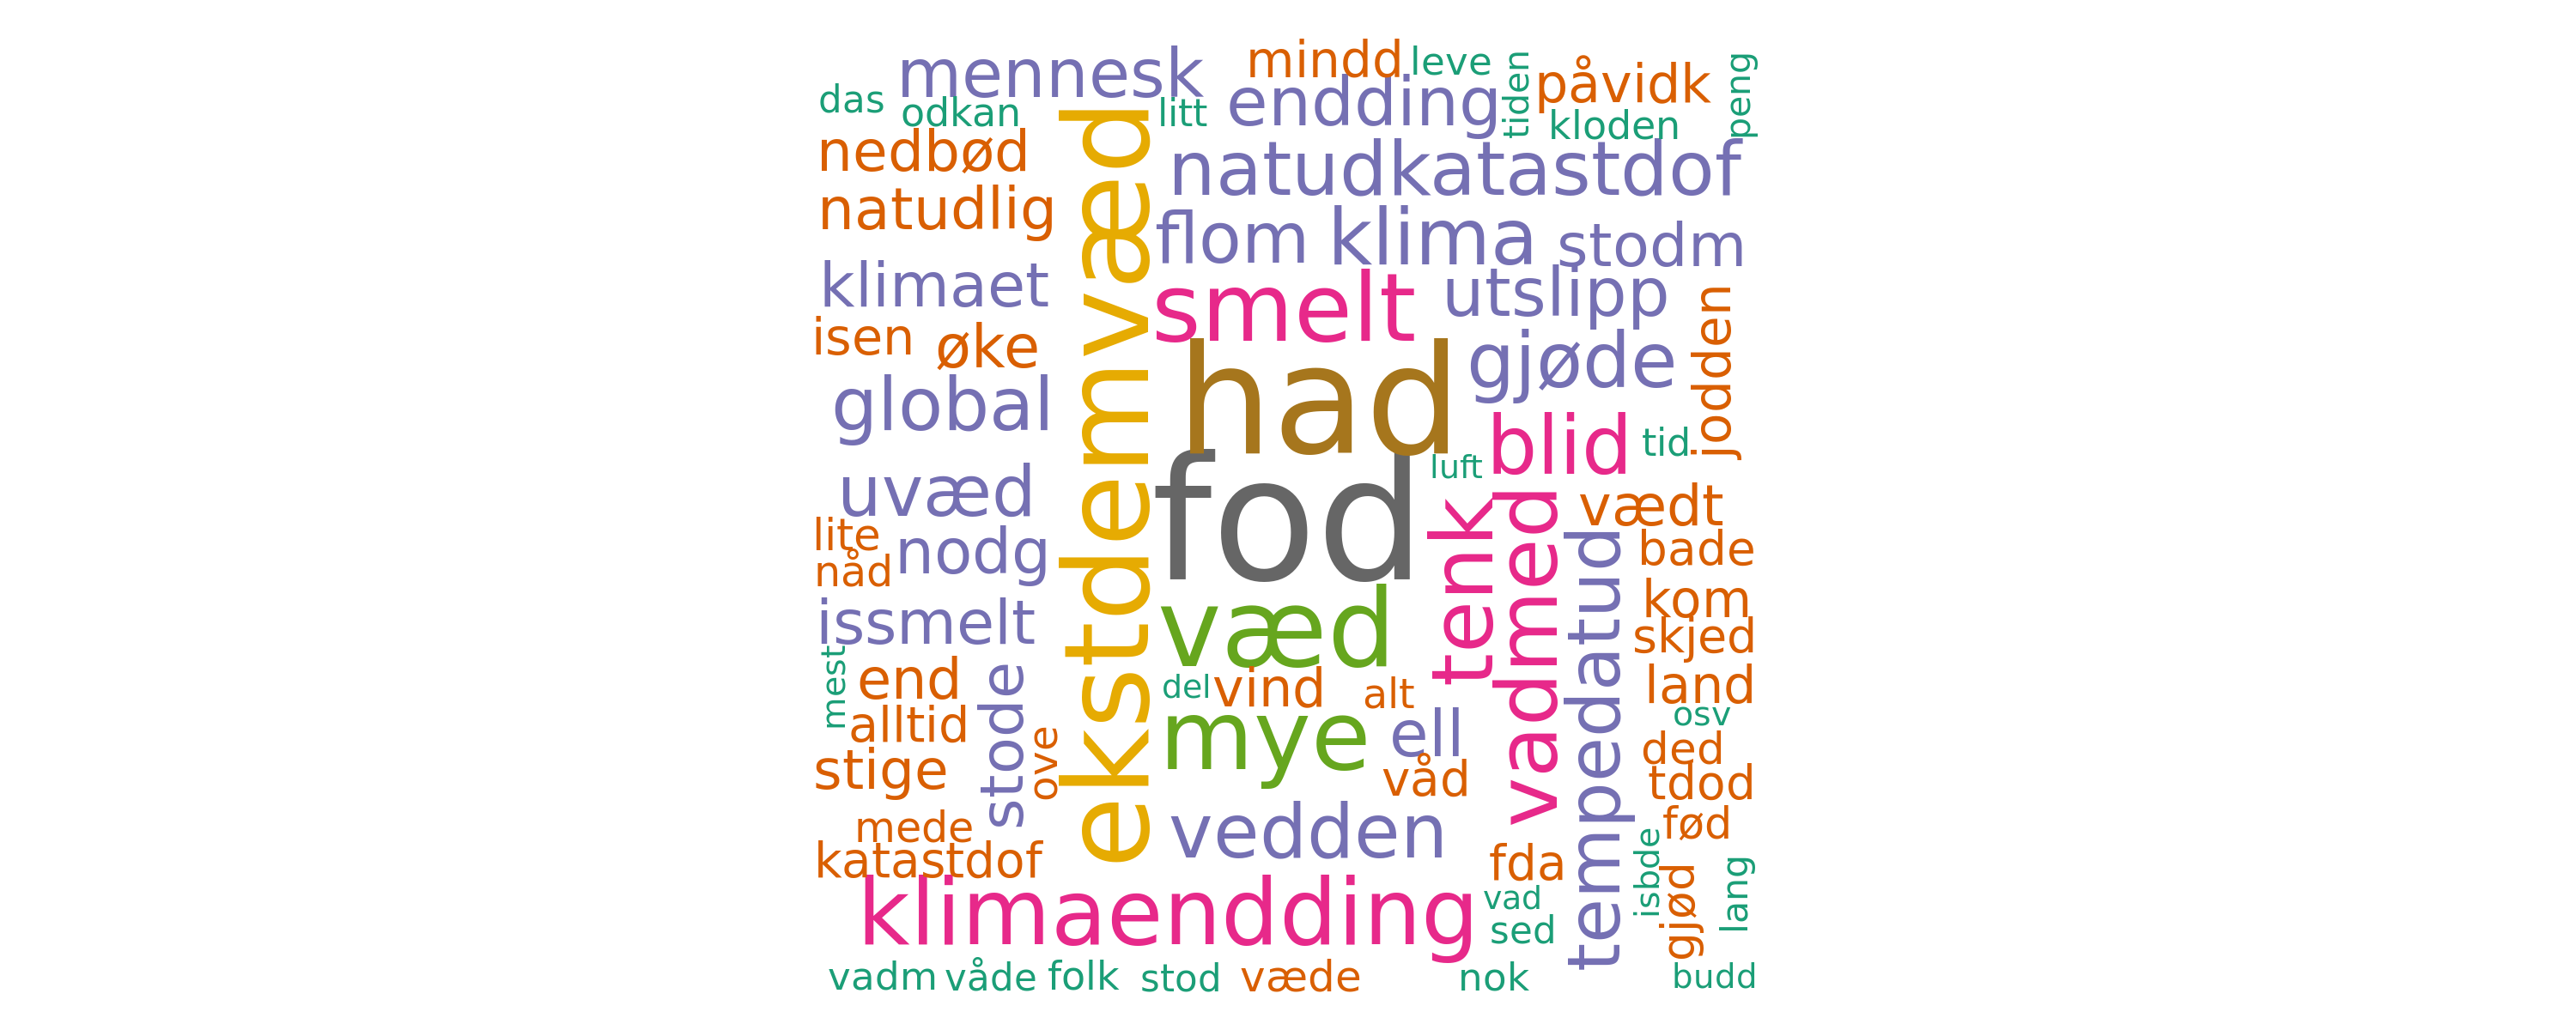 mennesk
mindd
leve
tiden
påvidk
peng
das
odkan
litt
endding
kloden
nedbød
natudkatastdof
natudlig
flom
klima
stodm
klimaet
smelt
utslipp
jodden
isen
øke
had
gjøde
global
blid
tid
luft
uvæd
fod
vædt
lite
nodg
nåd
bade
tenk
vadmed
tempedatud
ekstdemvæd
issmelt
væd
kom
skjed
mest
end
stode
del
vind
alt
land
alltid
ove
mye
ell
osv
ded
stige
våd
tdod
mede
vedden
fød
katastdof
fda
isbde
gjød
lang
klimaendding
vad
sed
vadm
våde
folk
stod
væde
nok
budd